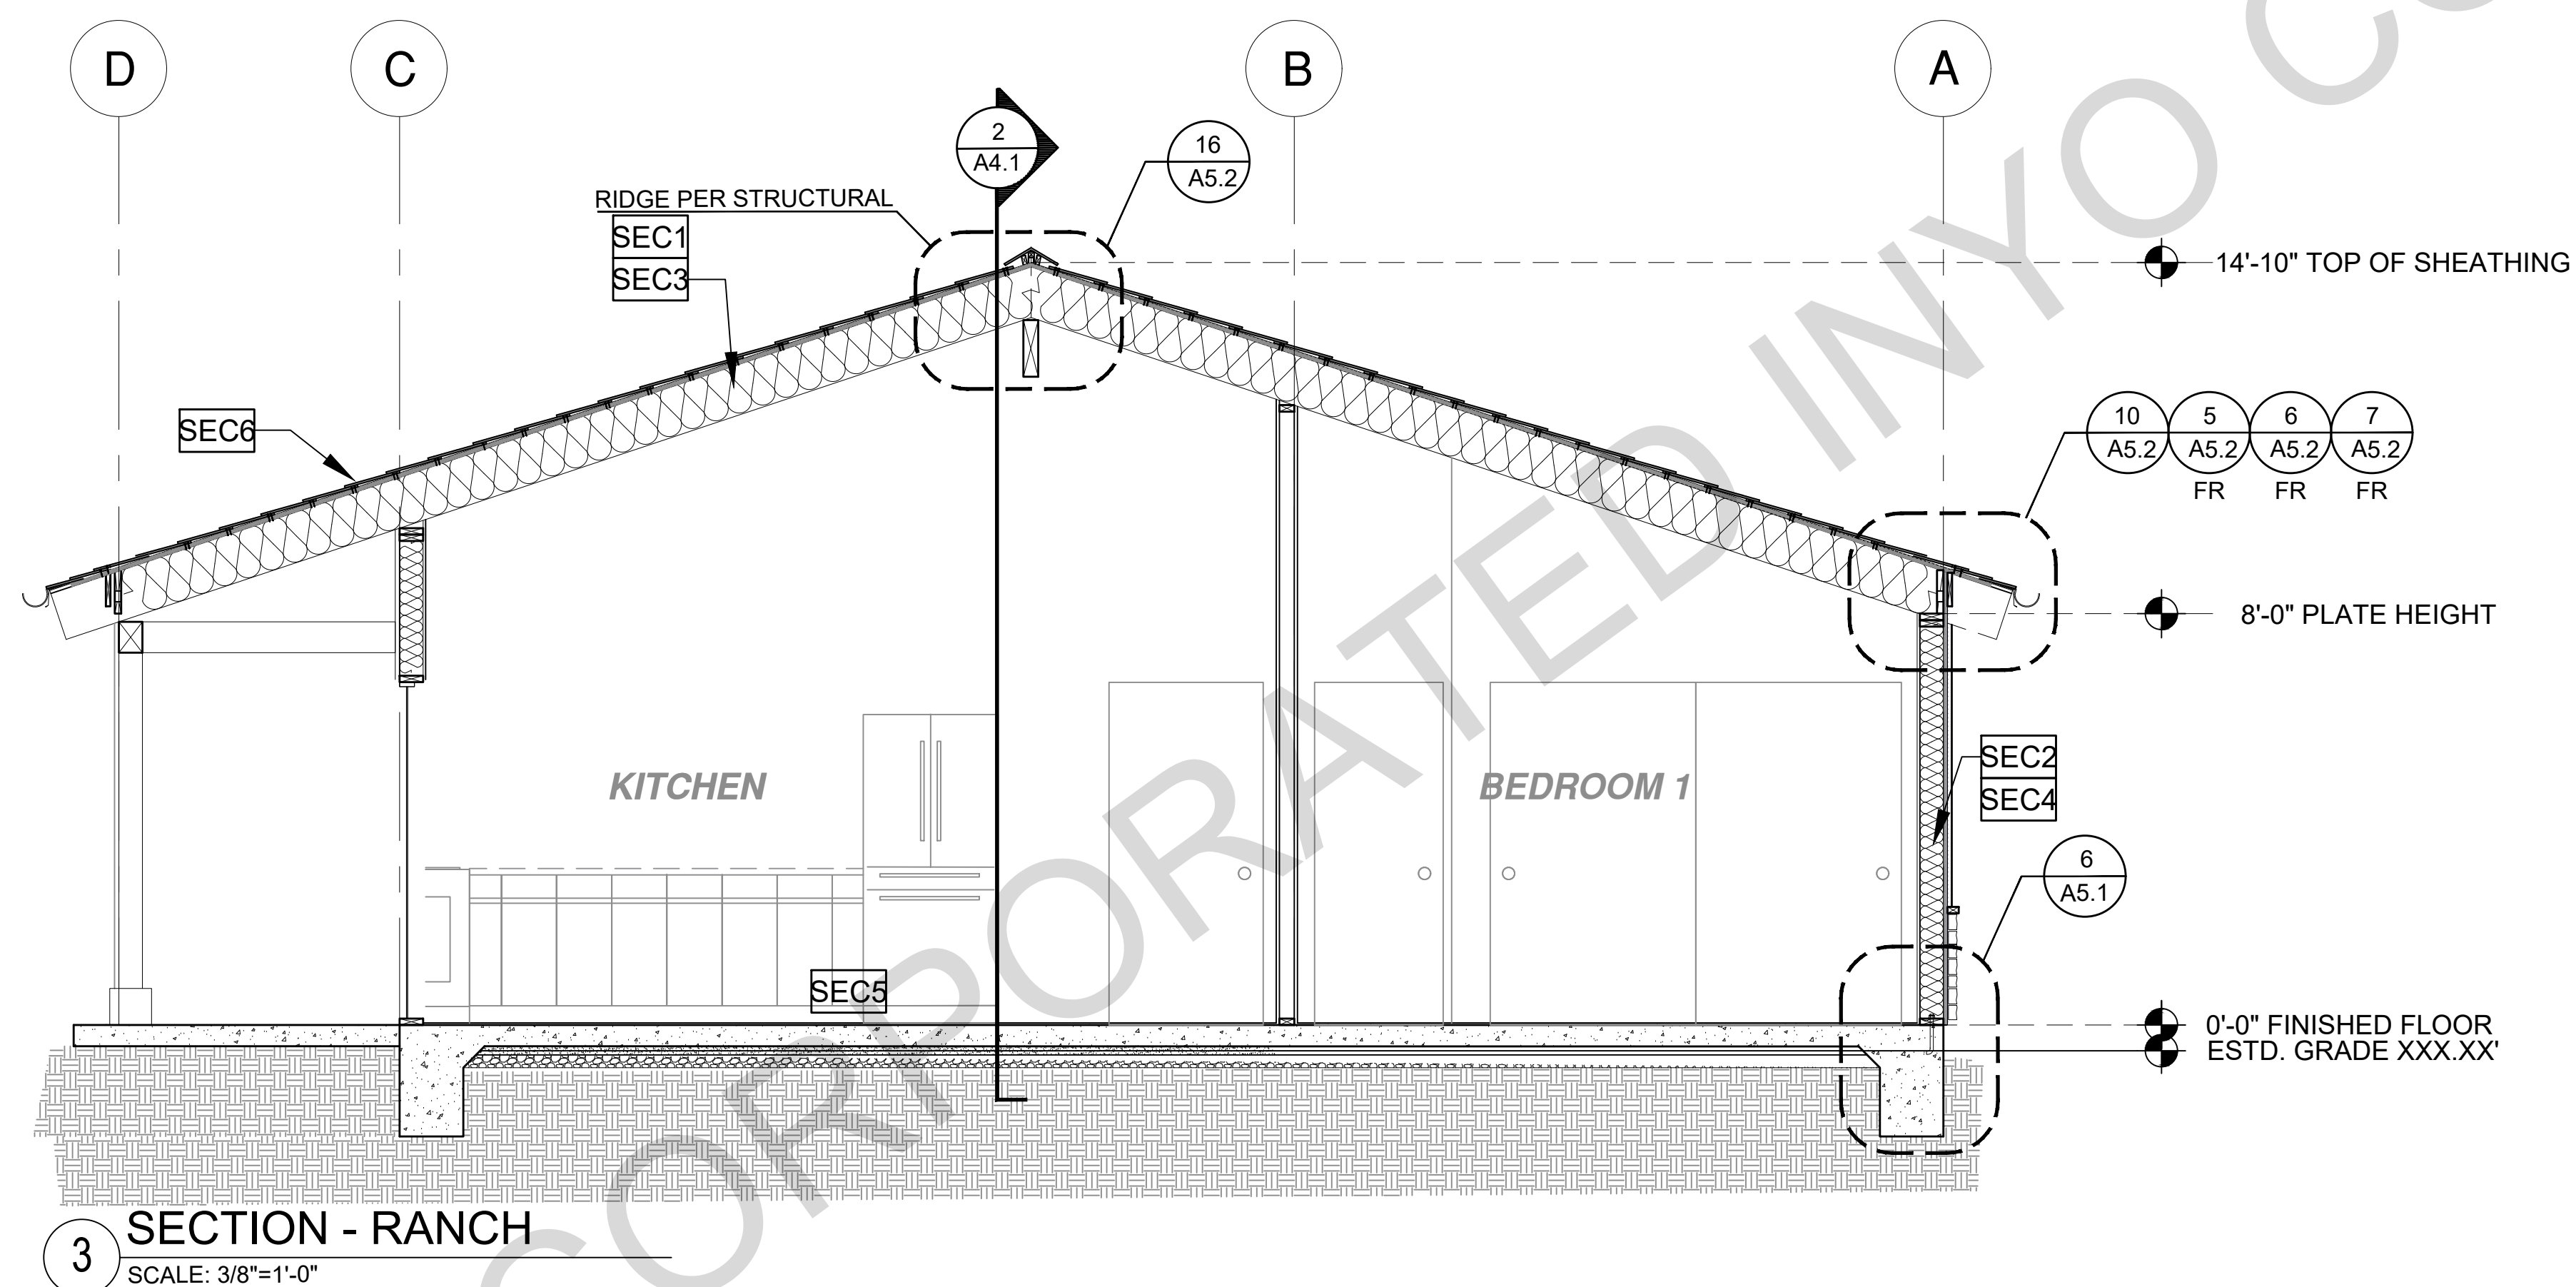 D
C
B
A
2
A4.1
16
A5.2
RIDGE PER STRUCTURAL
SEC1
SEC3
14'-10" TOP OF SHEATHING
SEC6
10
A5.2
5
A5.2
FR
6
A5.2
FR
7
A5.2
FR
8'-0" PLATE HEIGHT
KITCHEN
BEDROOM 1
SEC2
SEC4
6
A5.1
SEC5
0'-0" FINISHED FLOOR
ESTD. GRADE XXX.XX'
3
SECTION - RANCH
SCALE: 3/8"=1'-0"
CORPORATED INYO CO